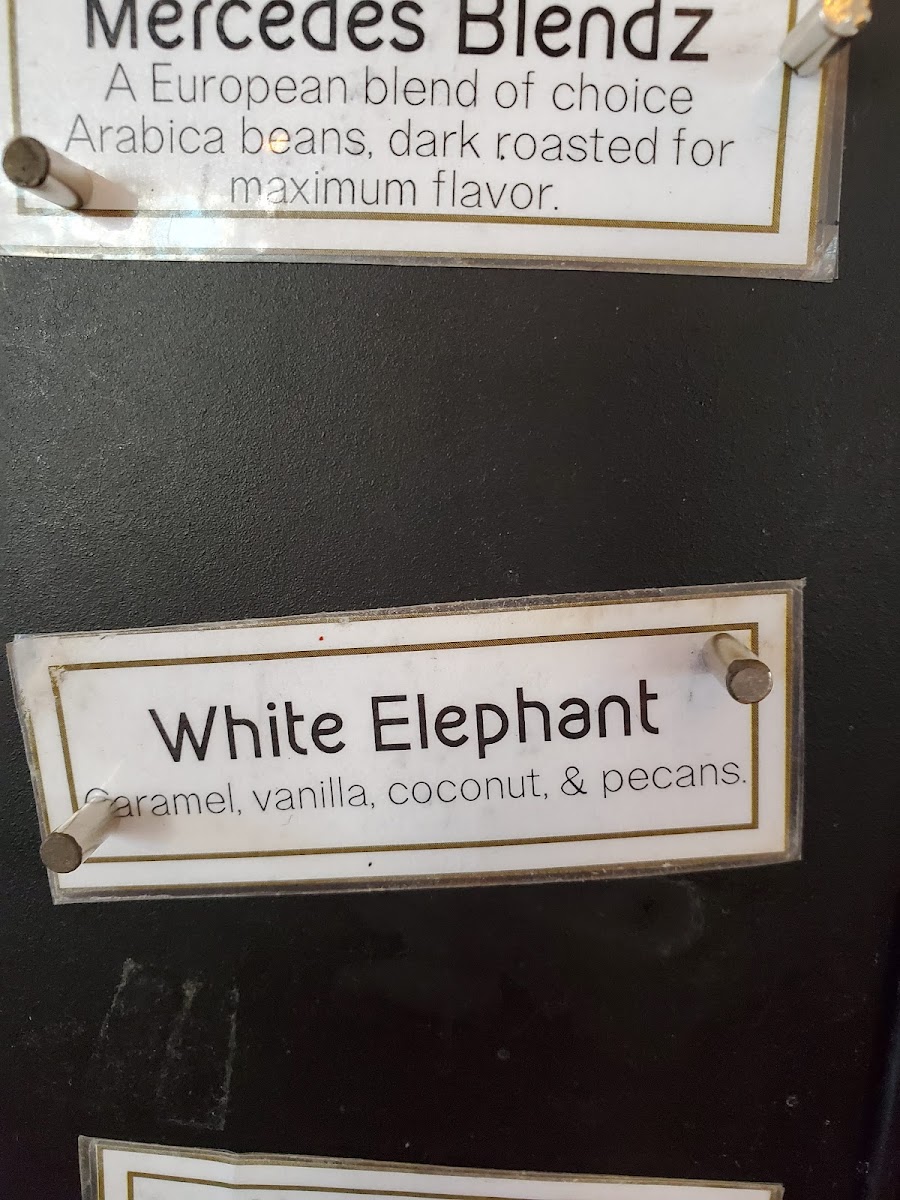 Mercedes Blendz
A European blend of choice
Arabica beans, dark roasted for
maximum flavor.
White Elephant
Caramel, vanilla, coconut, & pecans.